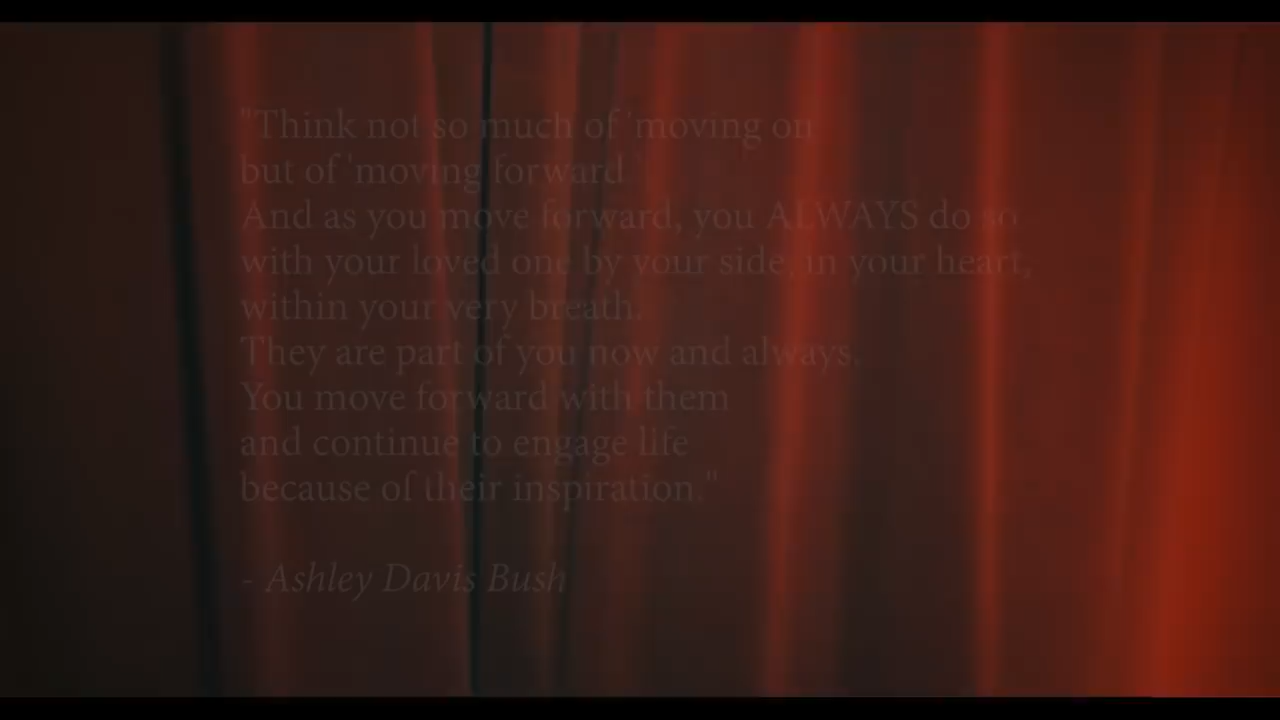 "Think not so much of 'moving on
but of 'moving forward.'
And as you move forward, you ALWAYS do so
with your loved one by your side, in your heart,
within your very breath.
They are part of you now and always.
You move forward with them
and continue to engage life
because of their inspiration."
- Ashley Davis Bush